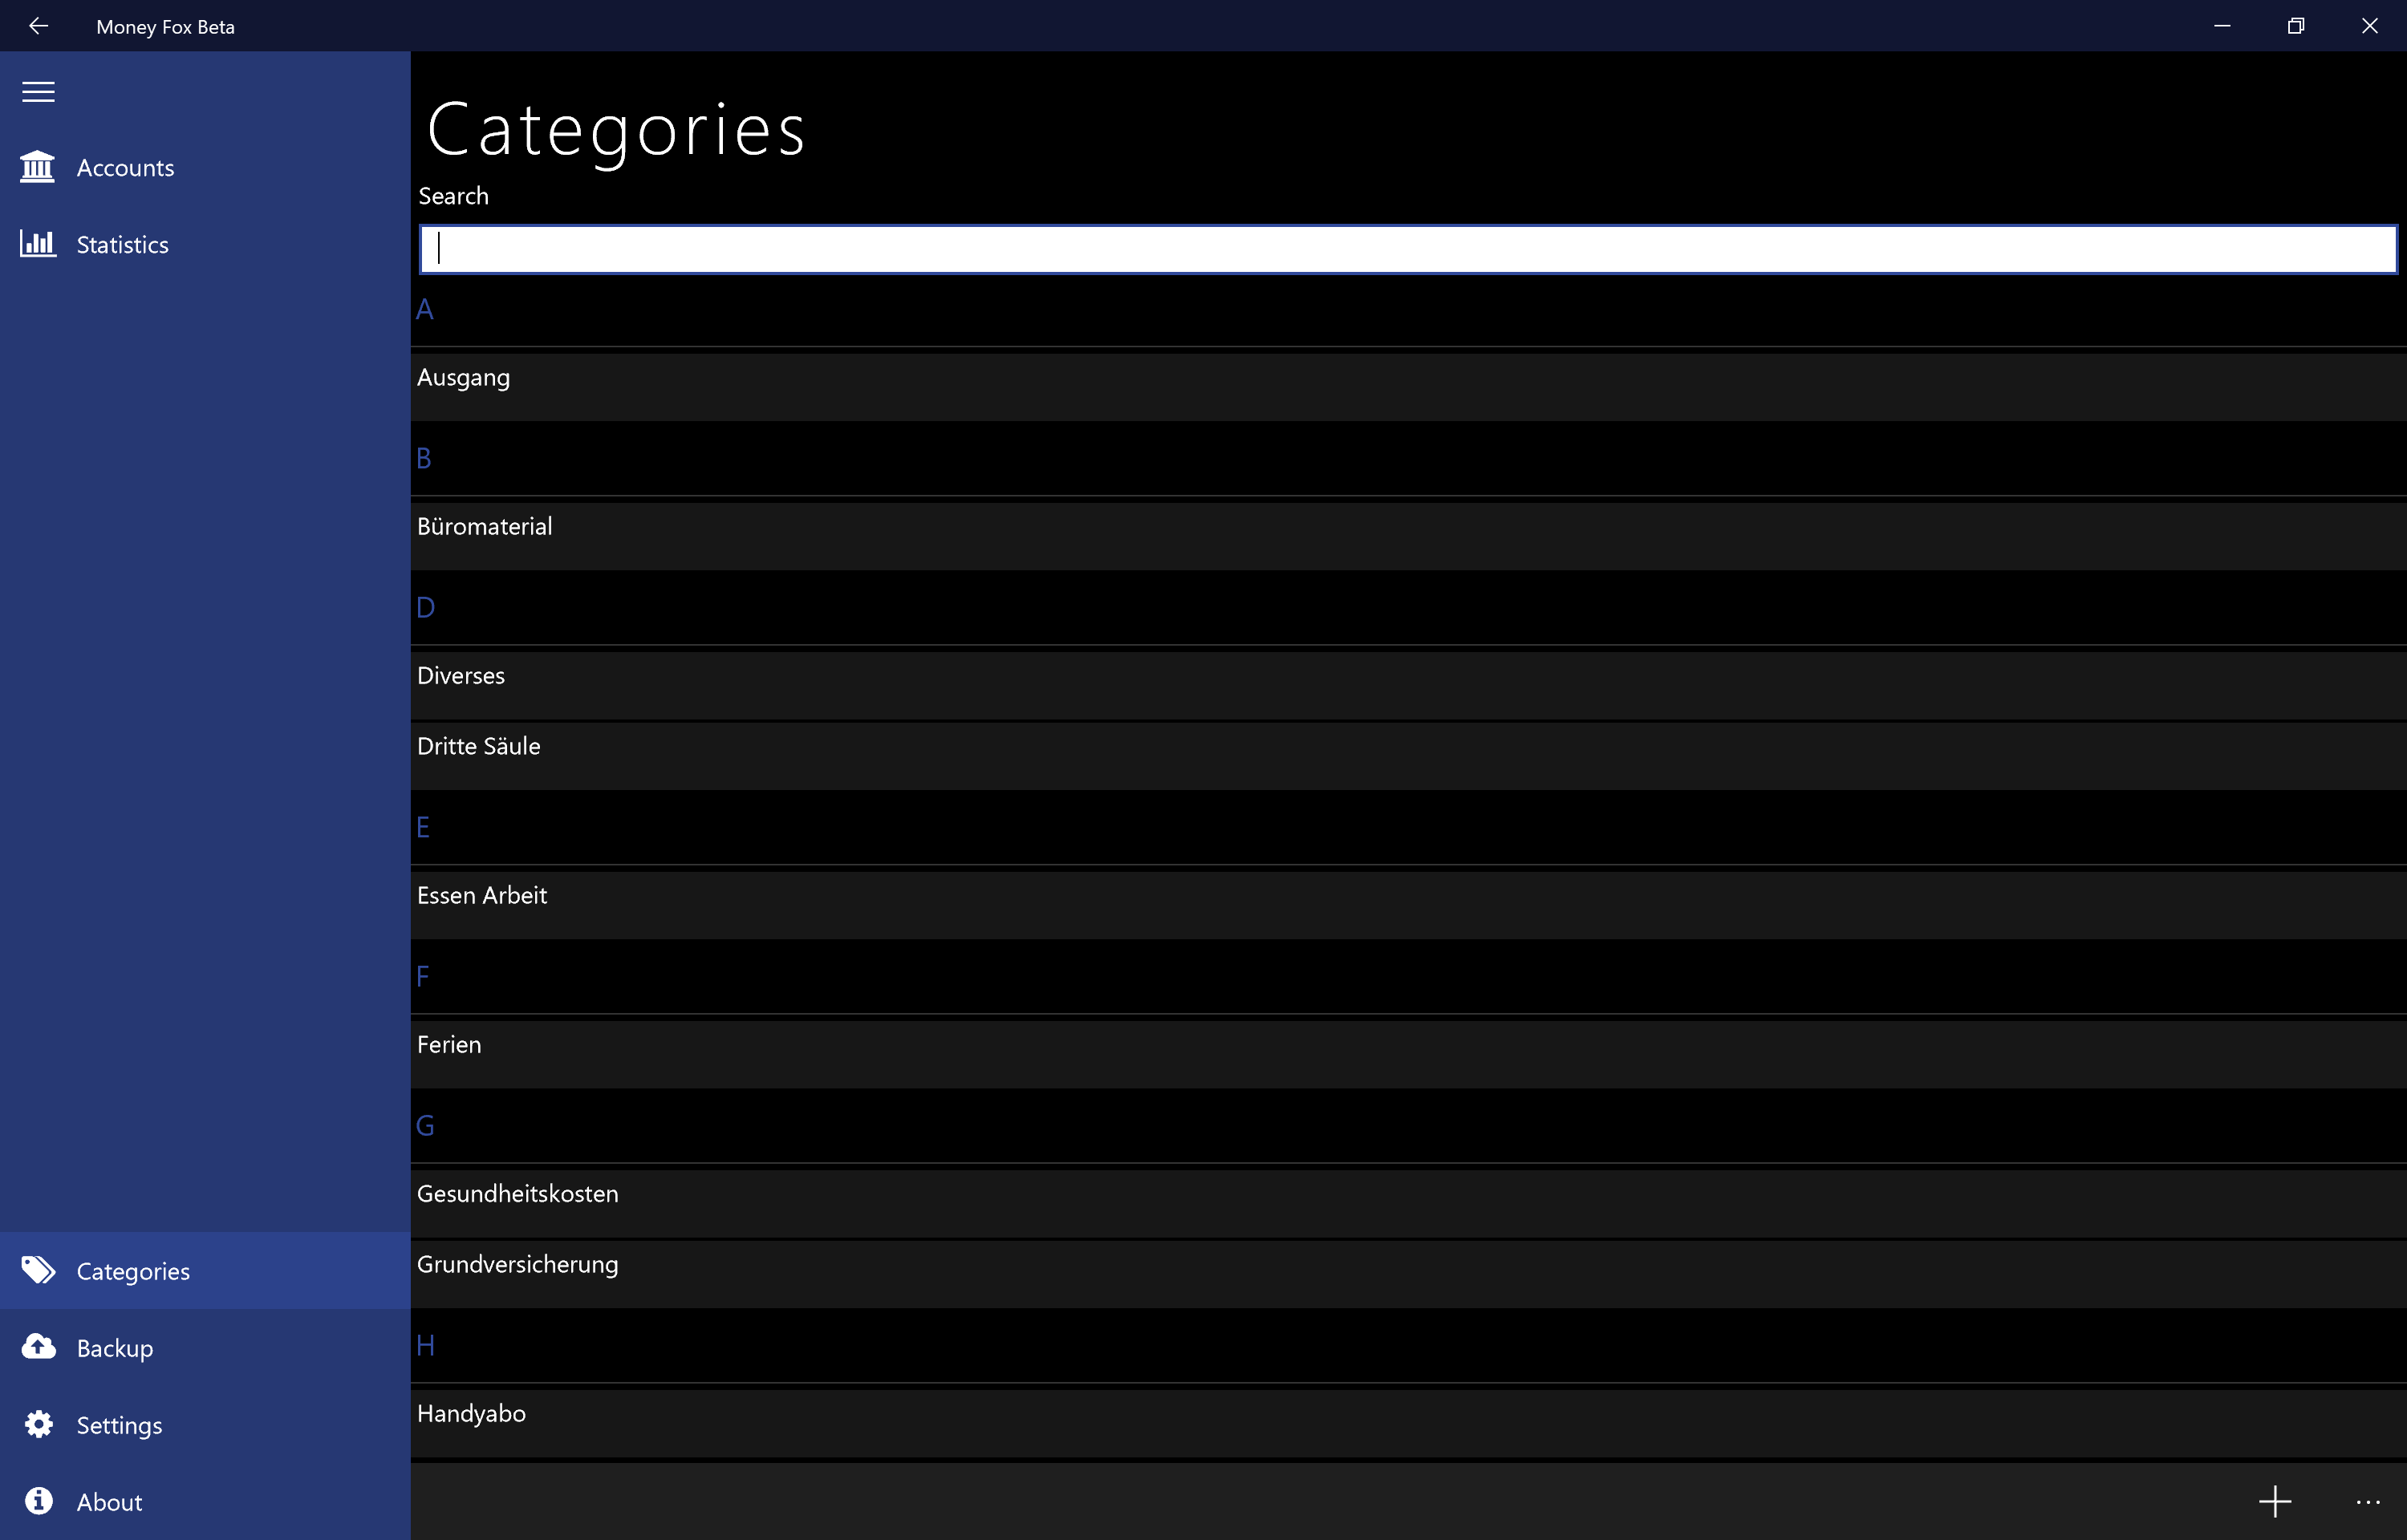 Money Fox Beta
Accounts
Statistics
Categories
Backup
Settings
About
Categories
Search
A
Ausgang
B
Büromaterial
D
Diverses
Dritte Säule
E
Essen Arbeit
F
Ferien
G
Gesundheitskosten
Grundversicherung
H
Handyabo